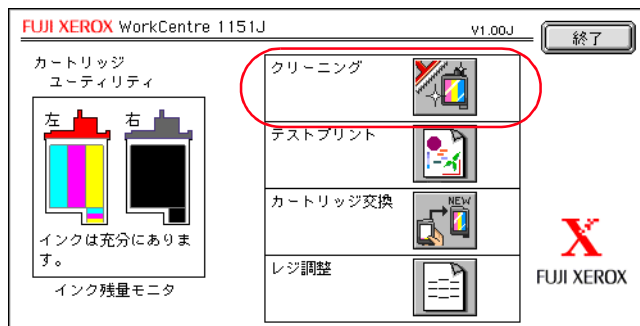 FUJI XEROX WorkCentre 1151J
V1.00J
終了
カートリッジ
ユーティリティ
左 右
インクは充分にありま
す。
インク残量モニタ
クリーニング
テストプリント
カートリッジ交換
NEW
レジ調整
X
FUJI XEROX